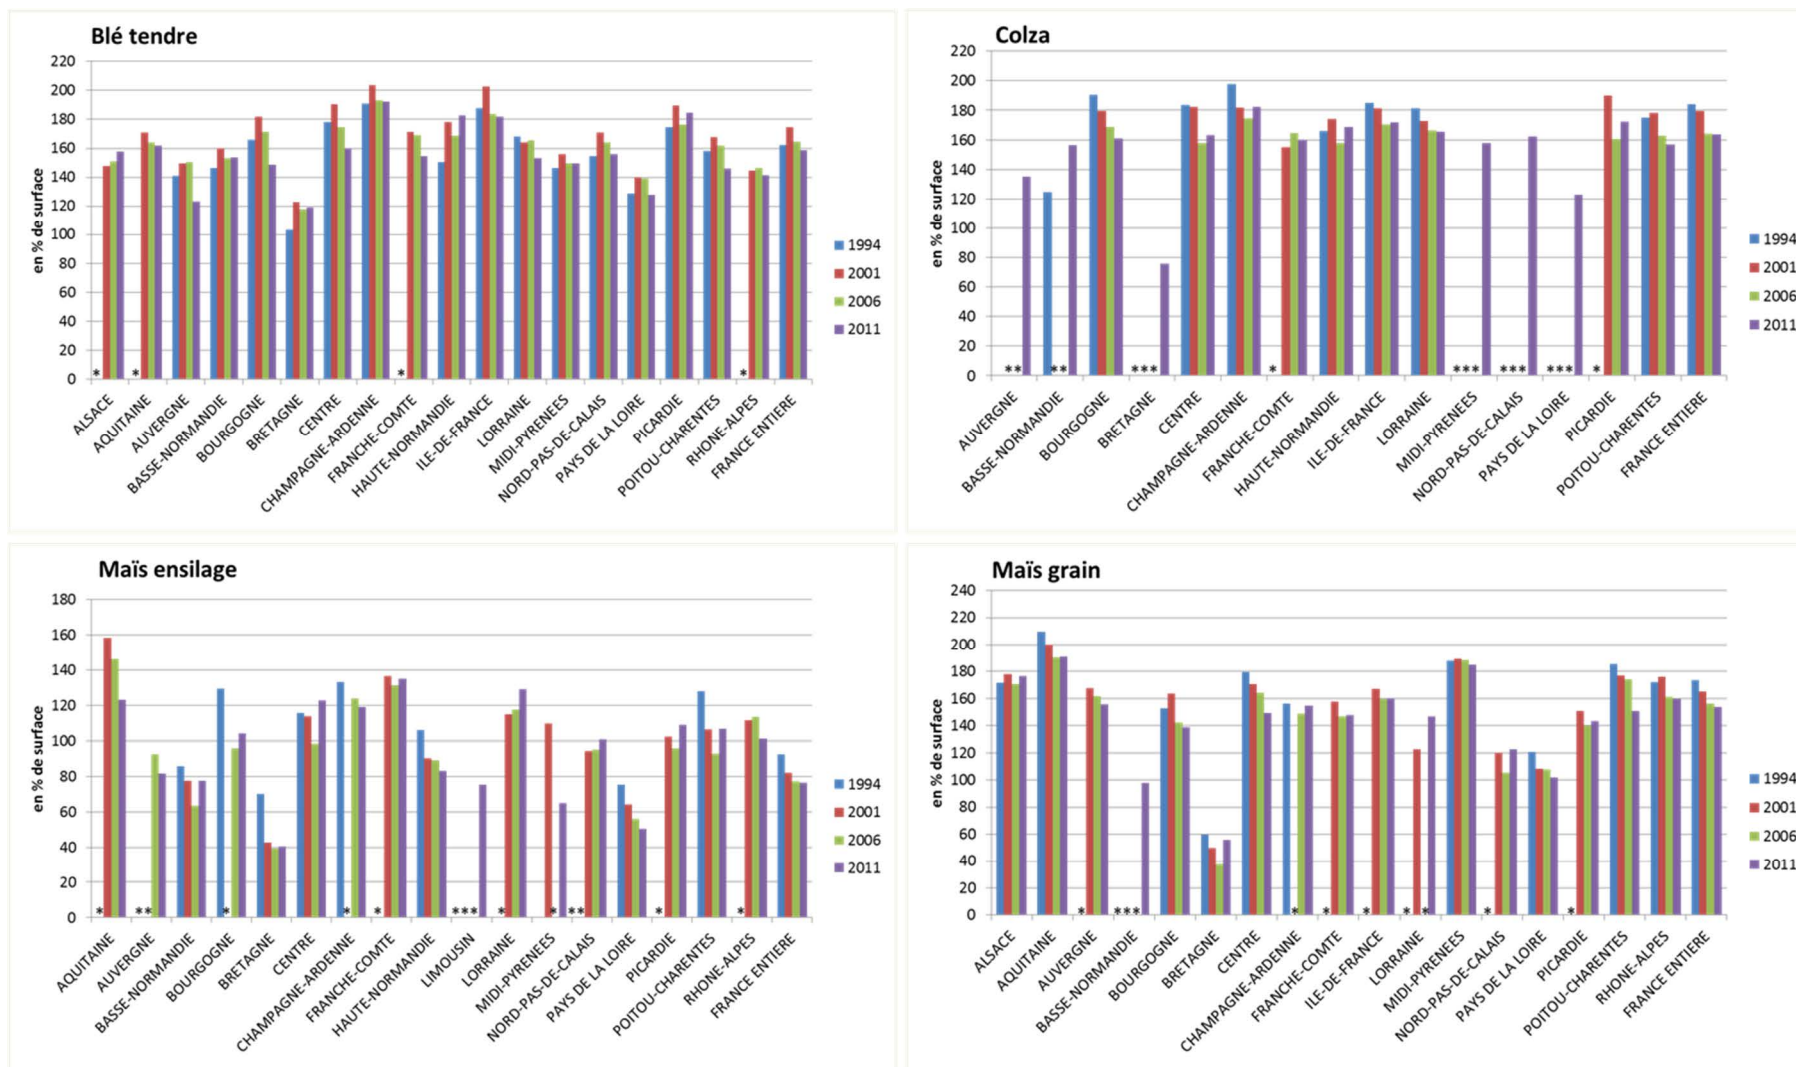 Blé tendre
220
200
180
160
140
120
100
80
60
40
20
0
en % de surface
* * * *
ALSACE
AQUITAINE
AUVERGNE
BASSE-NORMANDIE
BOURGOGNE
BRETAGNE
CENTRE
CHAMPAGNE-ARDENNE
FRANCHE-COMTE
HAUTE-NORMANDIE
ILE-DE-FRANCE
LORRAINE
MIDI-PYRENEES
NORD-PAS-DE-CALAIS
PAYS DE LA LOIRE
PICARDIE
POITOU-CHARENTES
RHONE-ALPES
FRANCE ENTIERE
1994
2001
2006
2011
Colza
220
200
180
160
140
120
100
80
60
40
20
0
en % de surface
** ** *** * *** *** *** *
AUVERGNE
BASSE-NORMANDIE
BOURGOGNE
BRETAGNE
CENTRE
CHAMPAGNE-ARDENNE
FRANCHE-COMTE
HAUTE-NORMANDIE
ILE-DE-FRANCE
LORRAINE
MIDI-PYRENEES
NORD-PAS-DE-CALAIS
PAYS DE LA LOIRE
PICARDIE
POITOU-CHARENTES
FRANCE ENTIERE
1994
2001
2006
2011
Maïs ensilage
180
160
140
120
100
80
60
40
20
0
en % de surface
* ** * * * *** * * ** * *
AQUITAINE
AUVERGNE
BASSE-NORMANDIE
BOURGOGNE
BRETAGNE
CENTRE
CHAMPAGNE-ARDENNE
FRANCHE-COMTE
HAUTE-NORMANDIE
LIMOUSIN
LORRAINE
MIDI-PYRENEES
NORD-PAS-DE-CALAIS
PAYS DE LA LOIRE
PICARDIE
POITOU-CHARENTES
RHONE-ALPES
FRANCE ENTIERE
1994
2001
2006
2011
Maïs grain
240
220
200
180
160
140
120
100
80
60
40
20
0
en % de surface
* *** * * * * * * *
ALSACE
AQUITAINE
AUVERGNE
BASSE-NORMANDIE
BOURGOGNE
BRETAGNE
CENTRE
CHAMPAGNE-ARDENNE
FRANCHE-COMTE
ILE-DE-FRANCE
LORRAINE
MIDI-PYRENEES
NORD-PAS-DE-CALAIS
PAYS DE LA LOIRE
PICARDIE
POITOU-CHARENTES
RHONE-ALPES
FRANCE ENTIERE
1994
2001
2006
2011